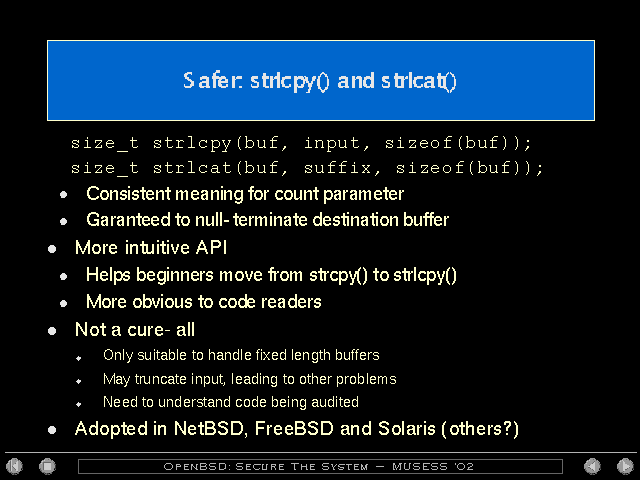 Safer: strlcpy() and strlcat()
size_t strlcpy(buf, input, sizeof(buf));
size_t strlcat(buf, suffix, sizeof(buf));
Consistent meaning for count parameter
Garanteed to null-terminate destination buffer
More intuitive API
Helps beginners move from strcpy() to strlcpy()
More obvious to code readers
Not a cure-all
Only suitable to handle fixed length buffers
May truncate input, leading to other problems
Need to understand code being audited
Adopted in NetBSD, FreeBSD and Solaris (others?)
OpenBSD: Secure The System — MUSESS '02